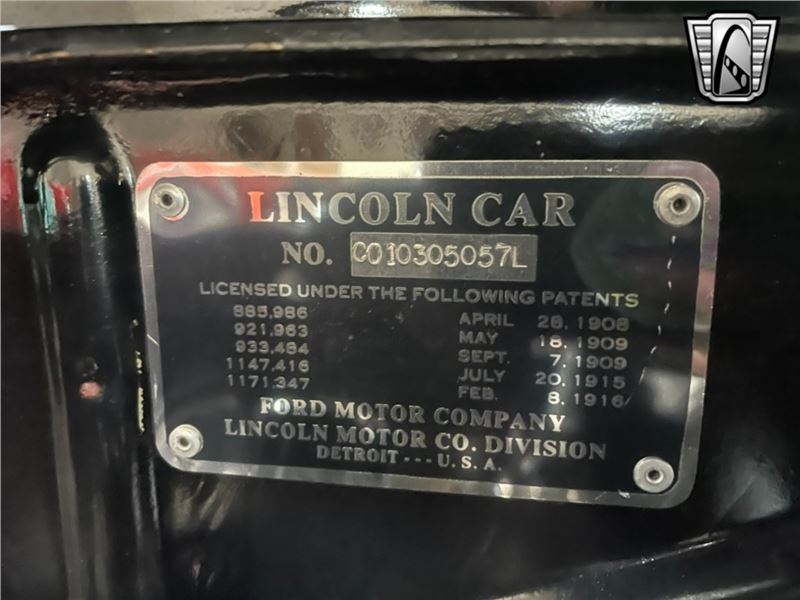 LINCOLN CAR
NO. CO10305057L
LICENSED UNDER THE FOLLOWING PATENTS
885,986 APRIL 28, 1908
921,963 MAY 18, 1909
933,484 SEPT. 7, 1909
1147,416 JULY 20, 1915
1171,347 FEB. 8, 1916
FORD MOTOR COMPANY
LINCOLN MOTOR CO. DIVISION
DETROIT --- U. S. A.